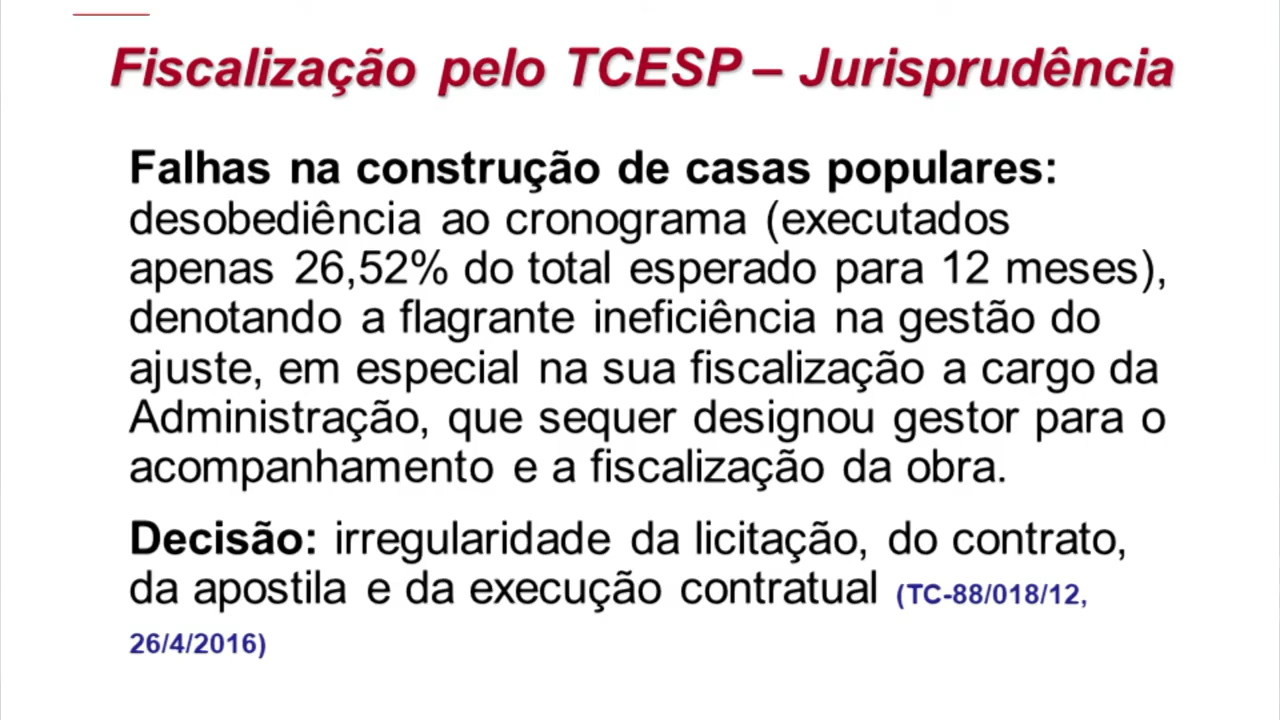 Fiscalização pelo TCESP – Jurisprudência
Falhas na construção de casas populares:
desobediência ao cronograma (executados
apenas 26,52% do total esperado para 12 meses),
denotando a flagrante ineficiência na gestão do
ajuste, em especial na sua fiscalização a cargo da
Administração, que sequer designou gestor para o
acompanhamento e a fiscalização da obra.
Decisão: irregularidade da licitação, do contrato,
da apostila e da execução contratual (TC-88/018/12,
26/4/2016)